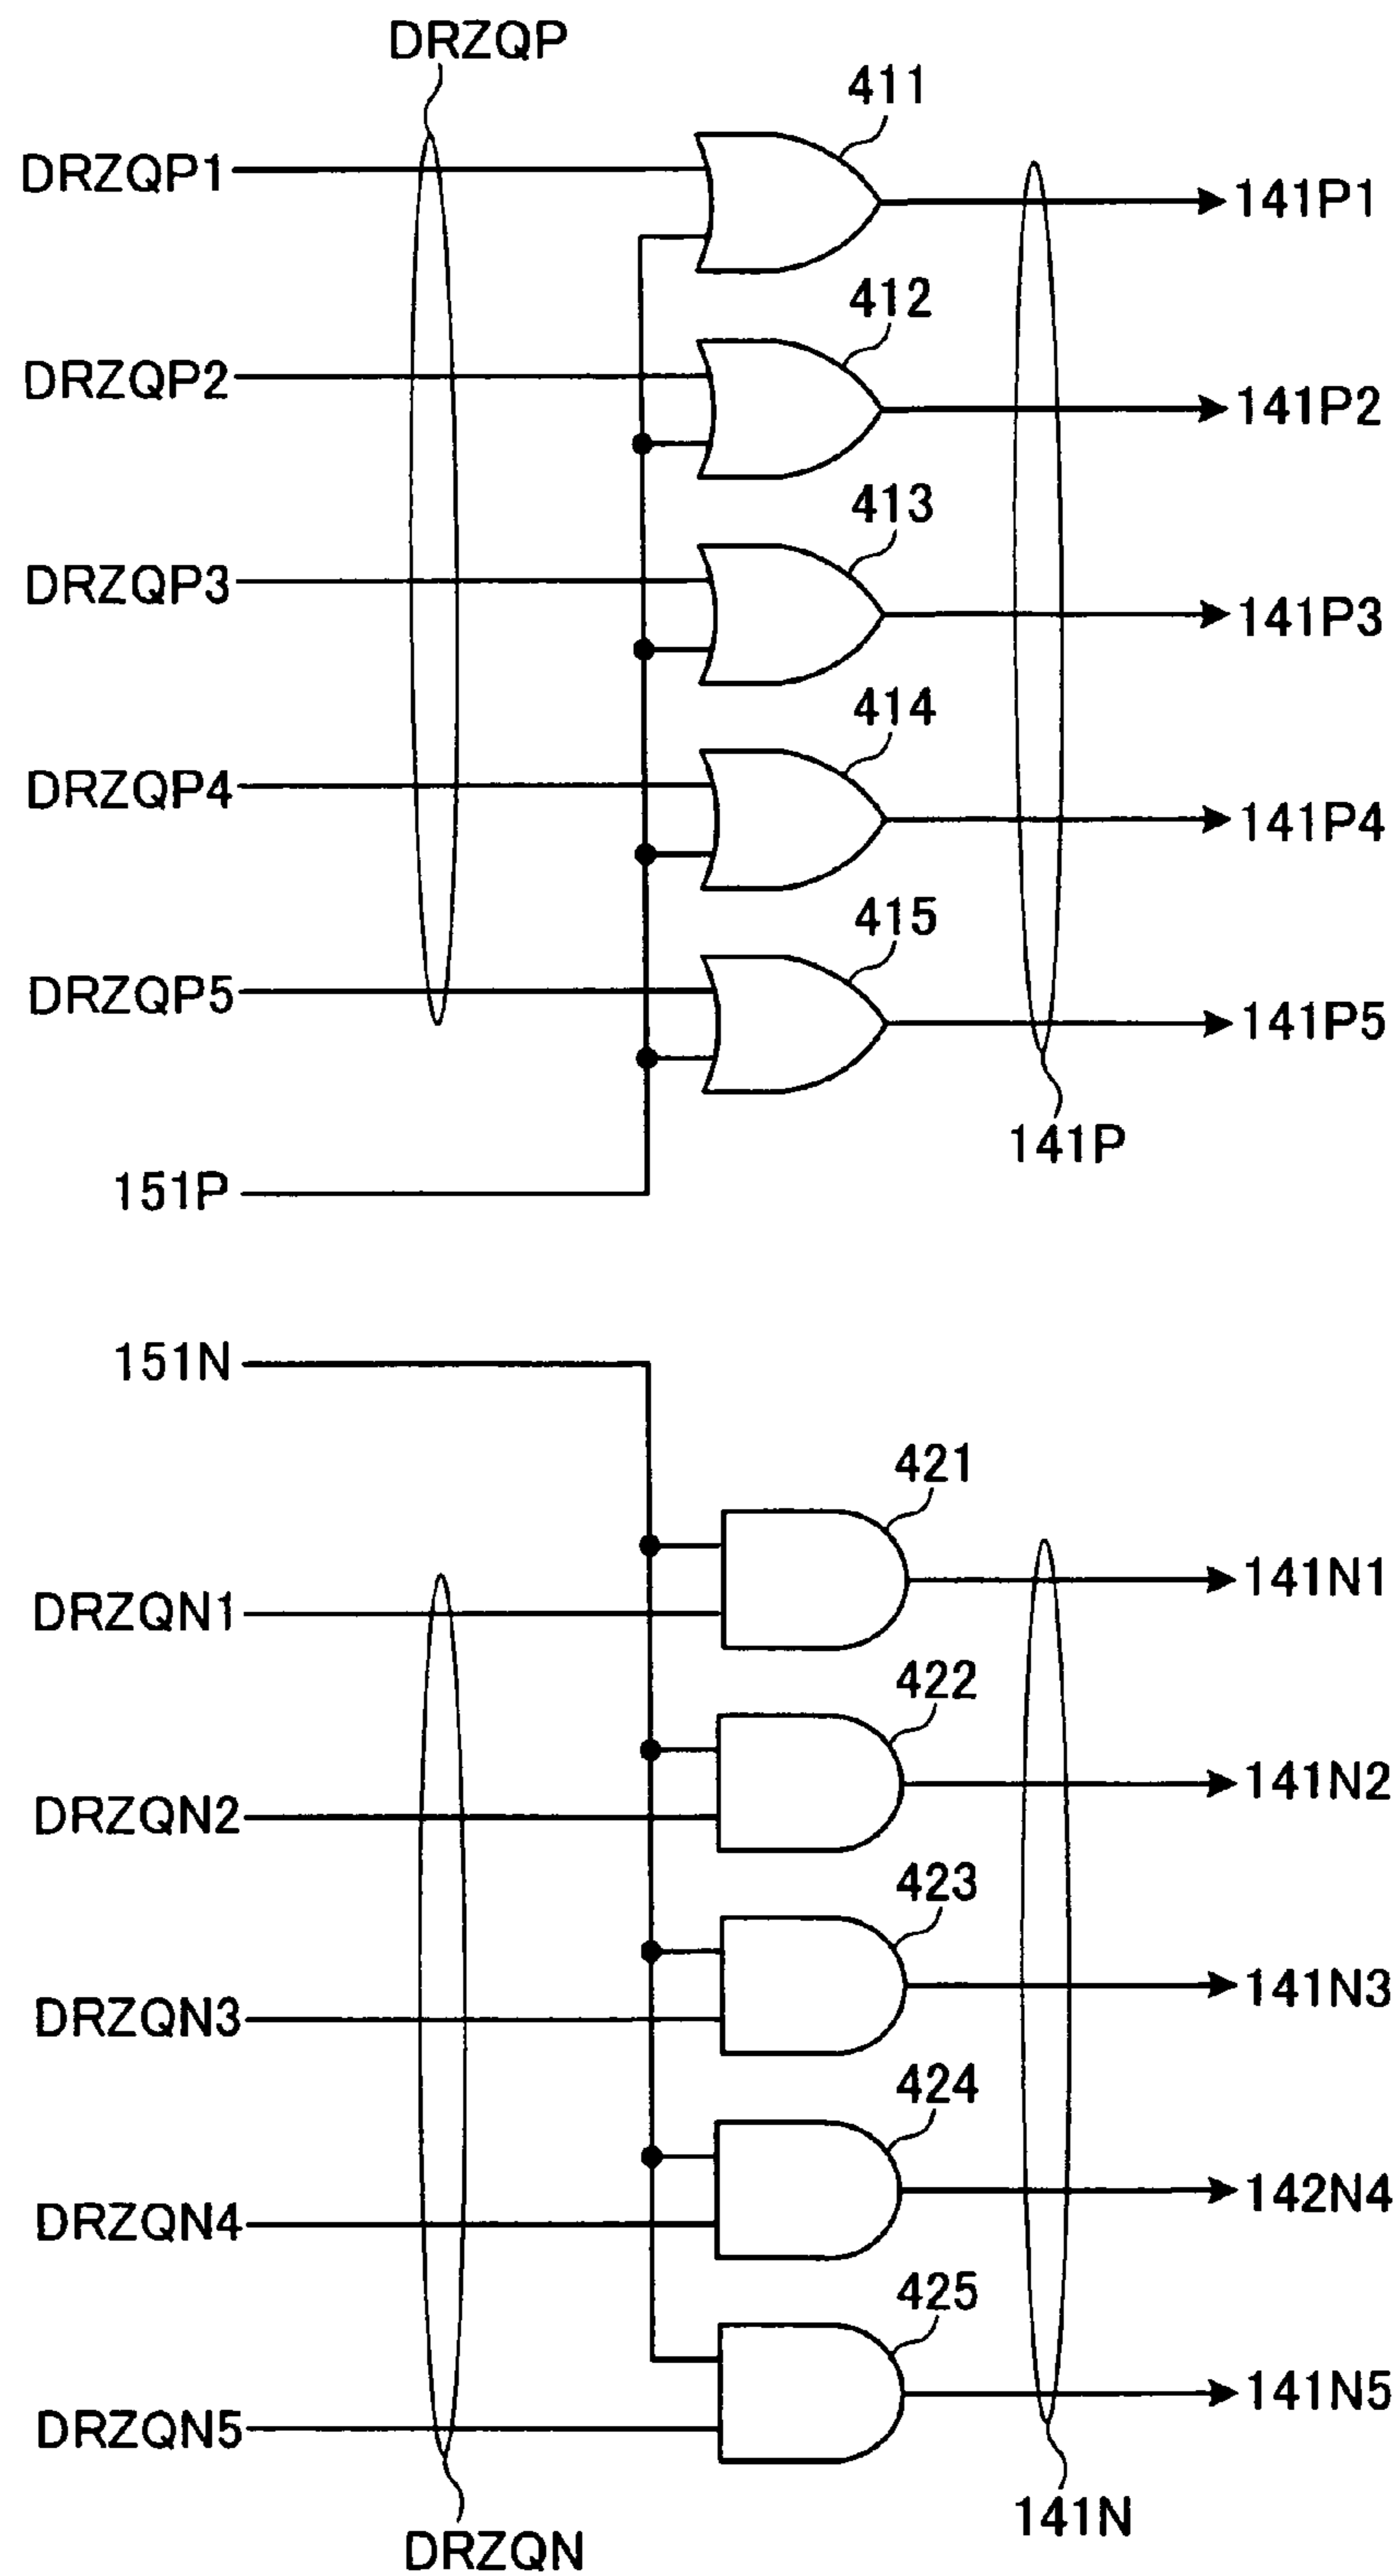 DRZQP
411
DRZQP1
141P1
412
DRZQP2
141P2
413
DRZQP3
141P3
414
DRZQP4
141P4
415
DRZQP5
141P5
141P
151P
151N
421
141N1
DRZQN1
422
141N2
DRZQN2
423
141N3
DRZQN3
424
142N4
DRZQN4
425
141N5
DRZQN5
141N
DRZQN